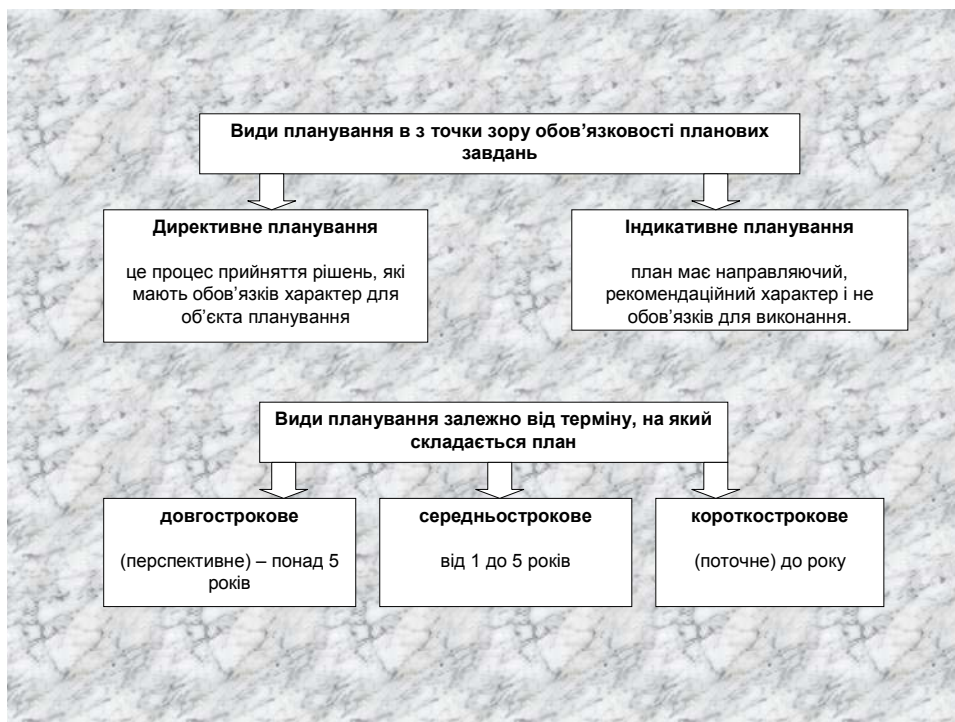 Види планування в з точки зору обов’язковості планових
завдань
Директивне планування
це процес прийняття рішень, які
мають обов’язків характер для
об’єкта планування
Індикативне планування
план має направляючий,
рекомендаційний характер і не
обов’язків для виконання.
Види планування залежно від терміну, на який
складається план
довгострокове
(перспективне) – понад 5
років
середньострокове
від 1 до 5 років
короткострокове
(поточне) до року